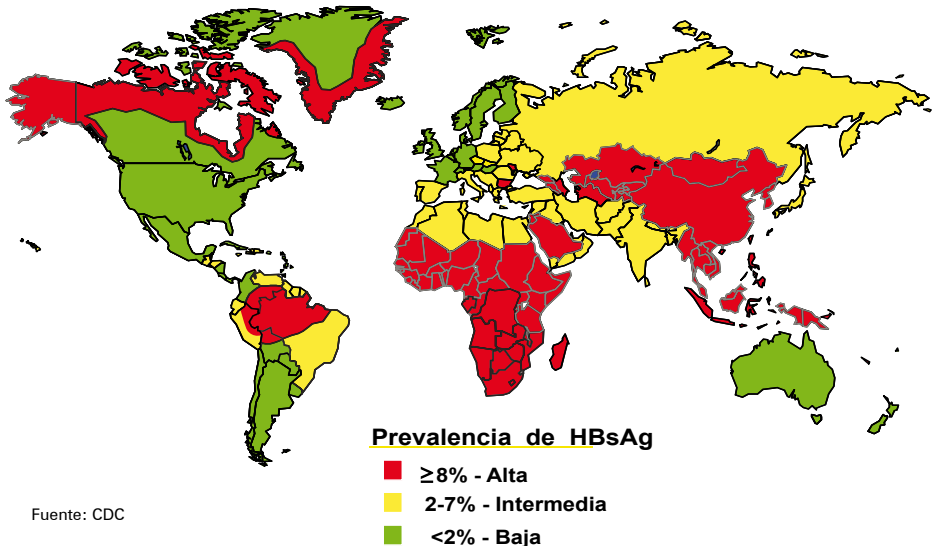 Prevalencia de HBsAg
≥8% - Alta
2-7% - Intermedia
<2% - Baja
Fuente: CDC